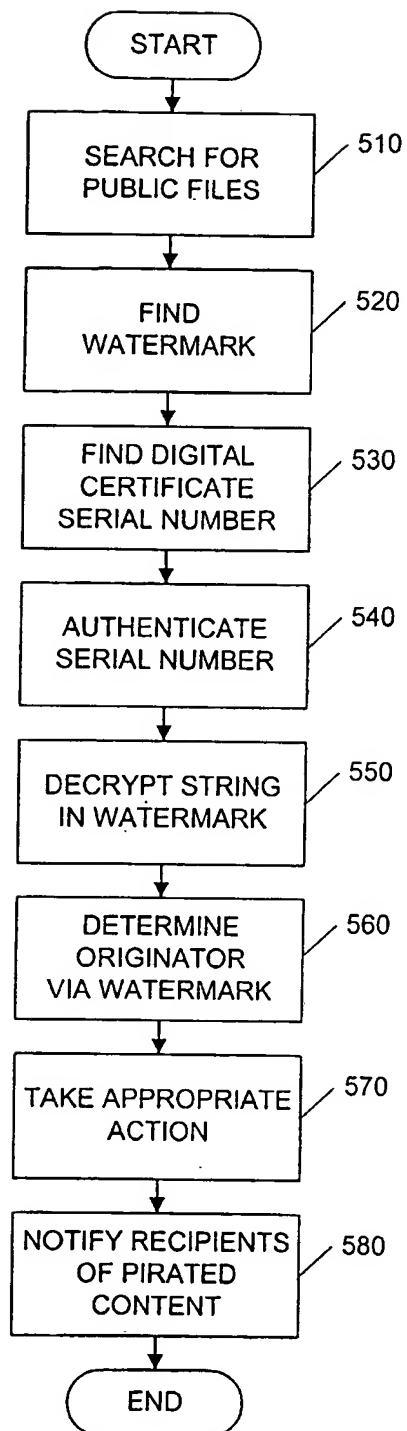 START
SEARCH FOR
PUBLIC FILES
510
FIND
WATERMARK
520
FIND DIGITAL
CERTIFICATE
SERIAL NUMBER
530
AUTHENTICATE
SERIAL NUMBER
540
DECRYPT STRING
IN WATERMARK
550
DETERMINE
ORIGINATOR
VIA WATERMARK
560
TAKE APPROPRIATE
ACTION
570
NOTIFY RECIPIENTS
OF PIRATED
CONTENT
580
END